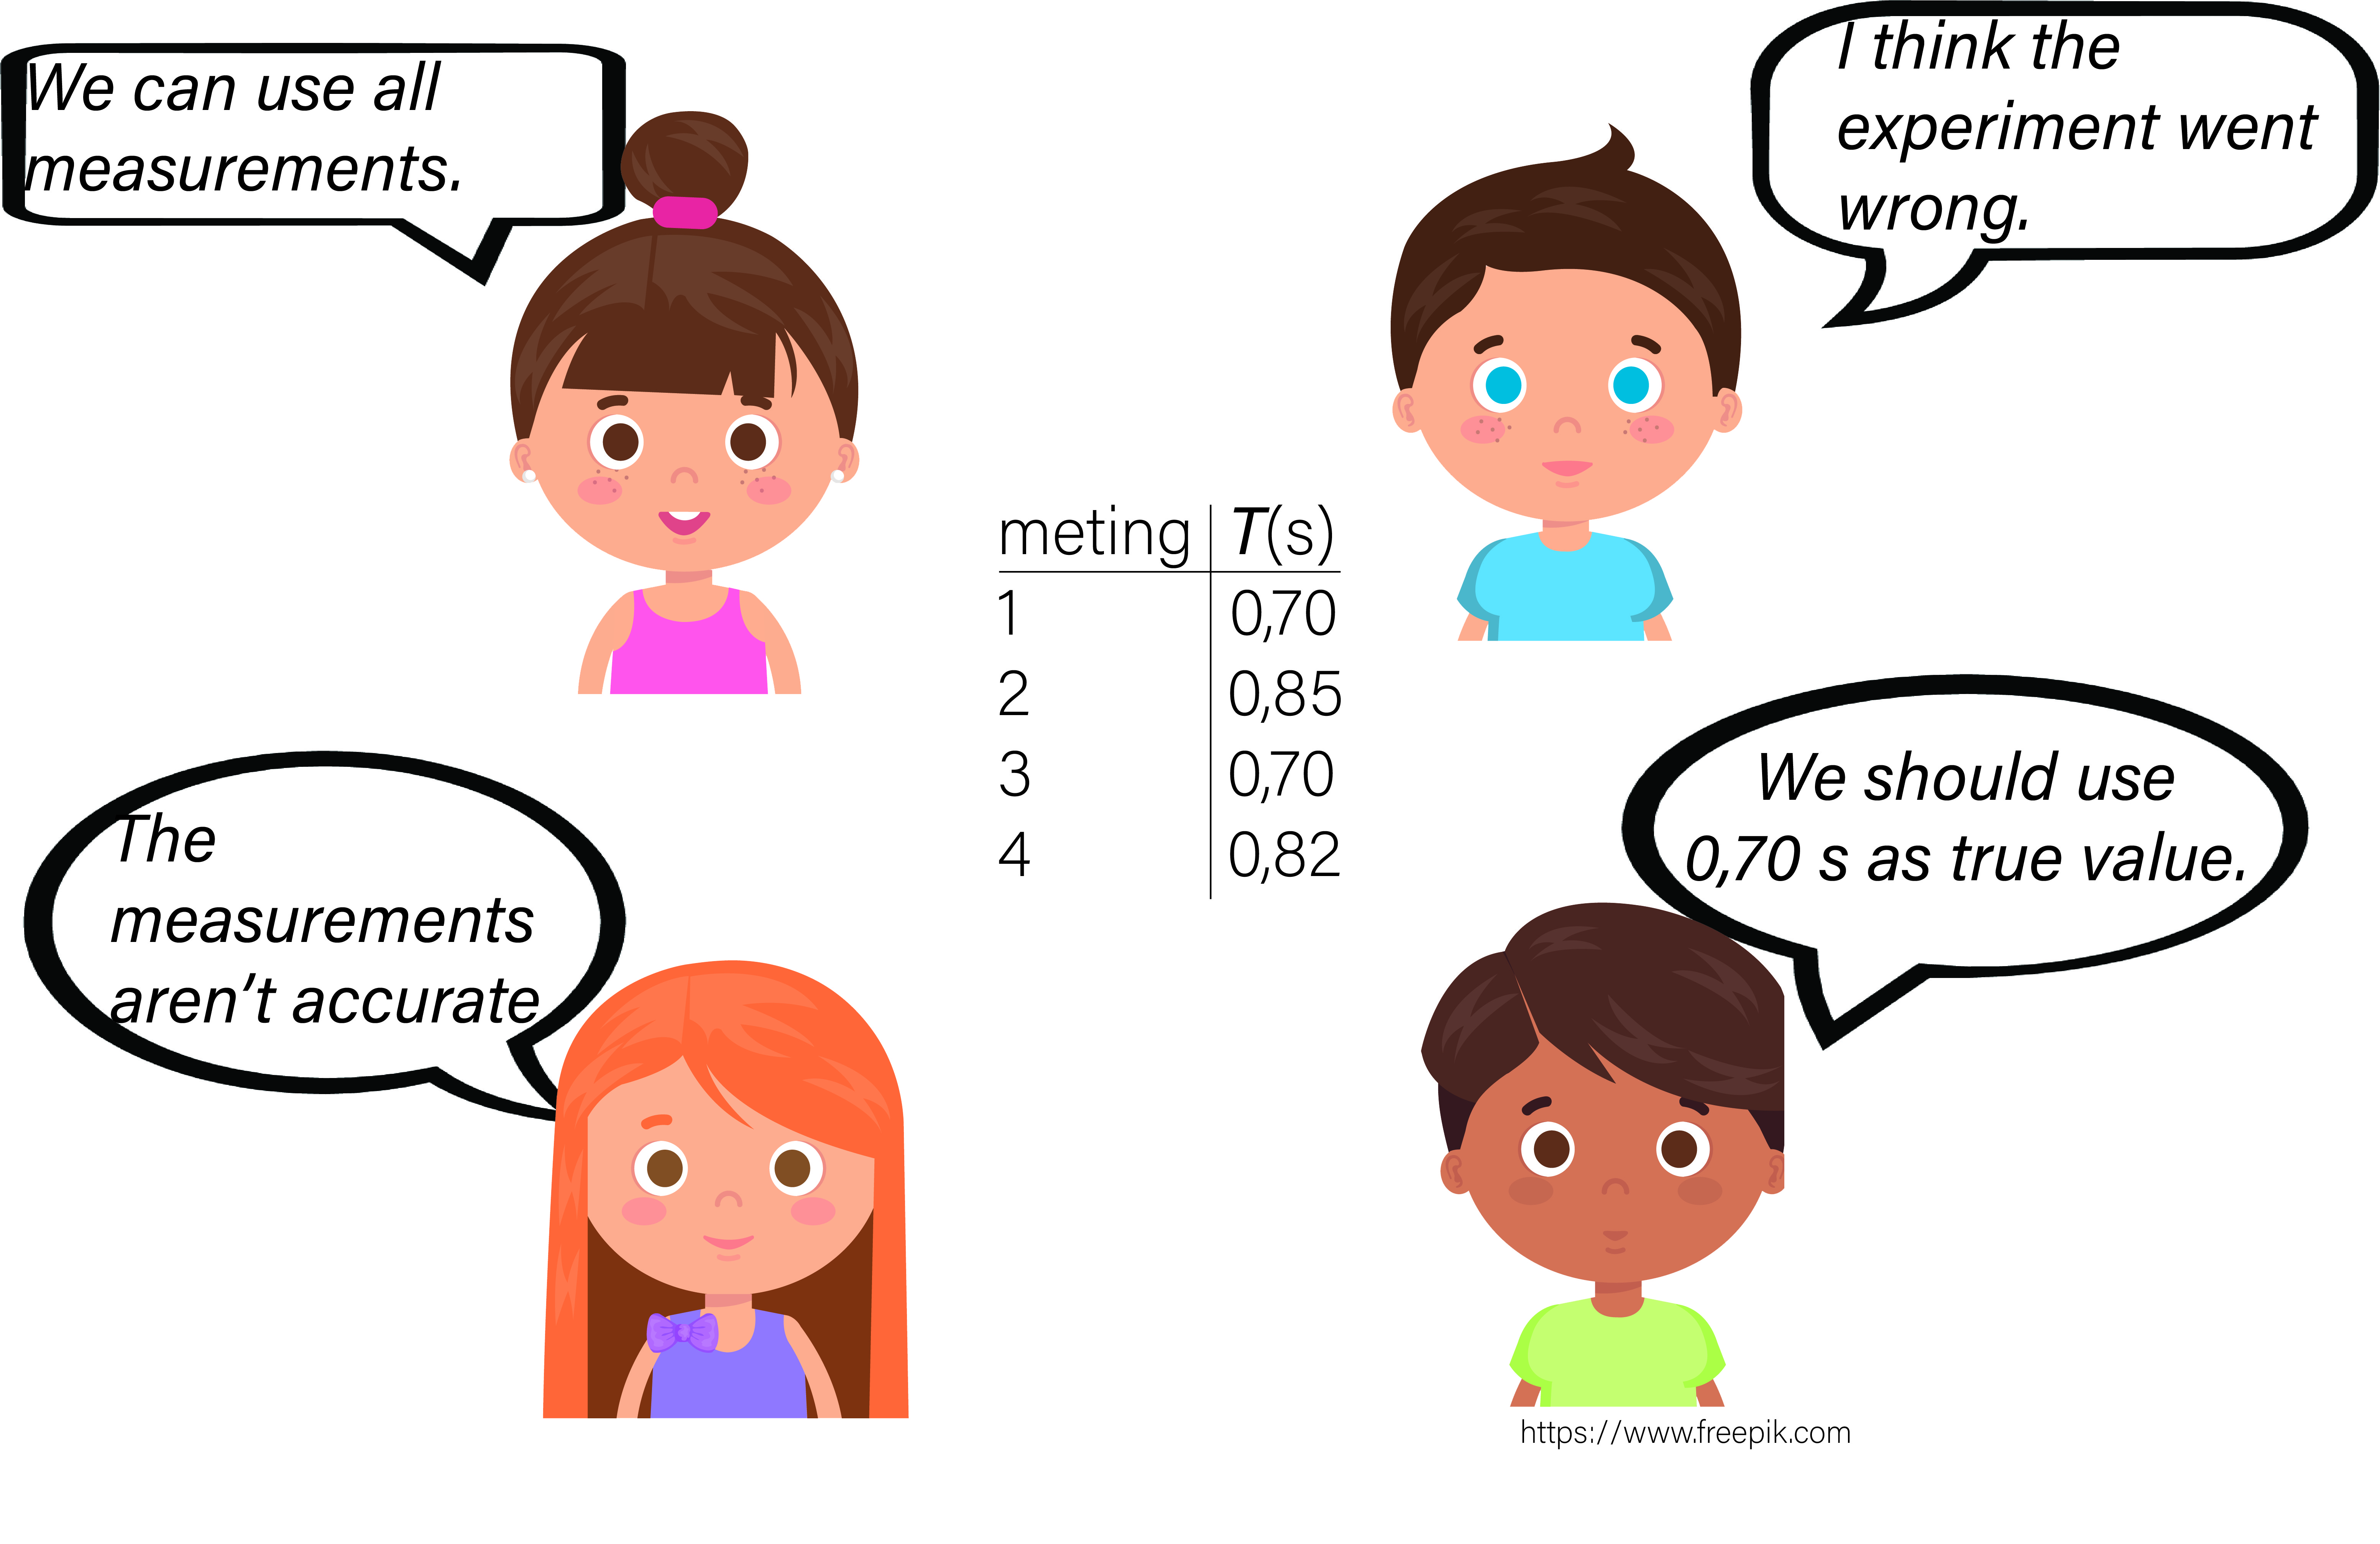 We can use all
measurements.
I think the
experiment went
wrong.
meting T(s)
1 0,70
2 0,85
3 0,70
4 0,82
The
measurements
aren't accurate
We should use
0,70 s as true value.
https://www.freepik.com